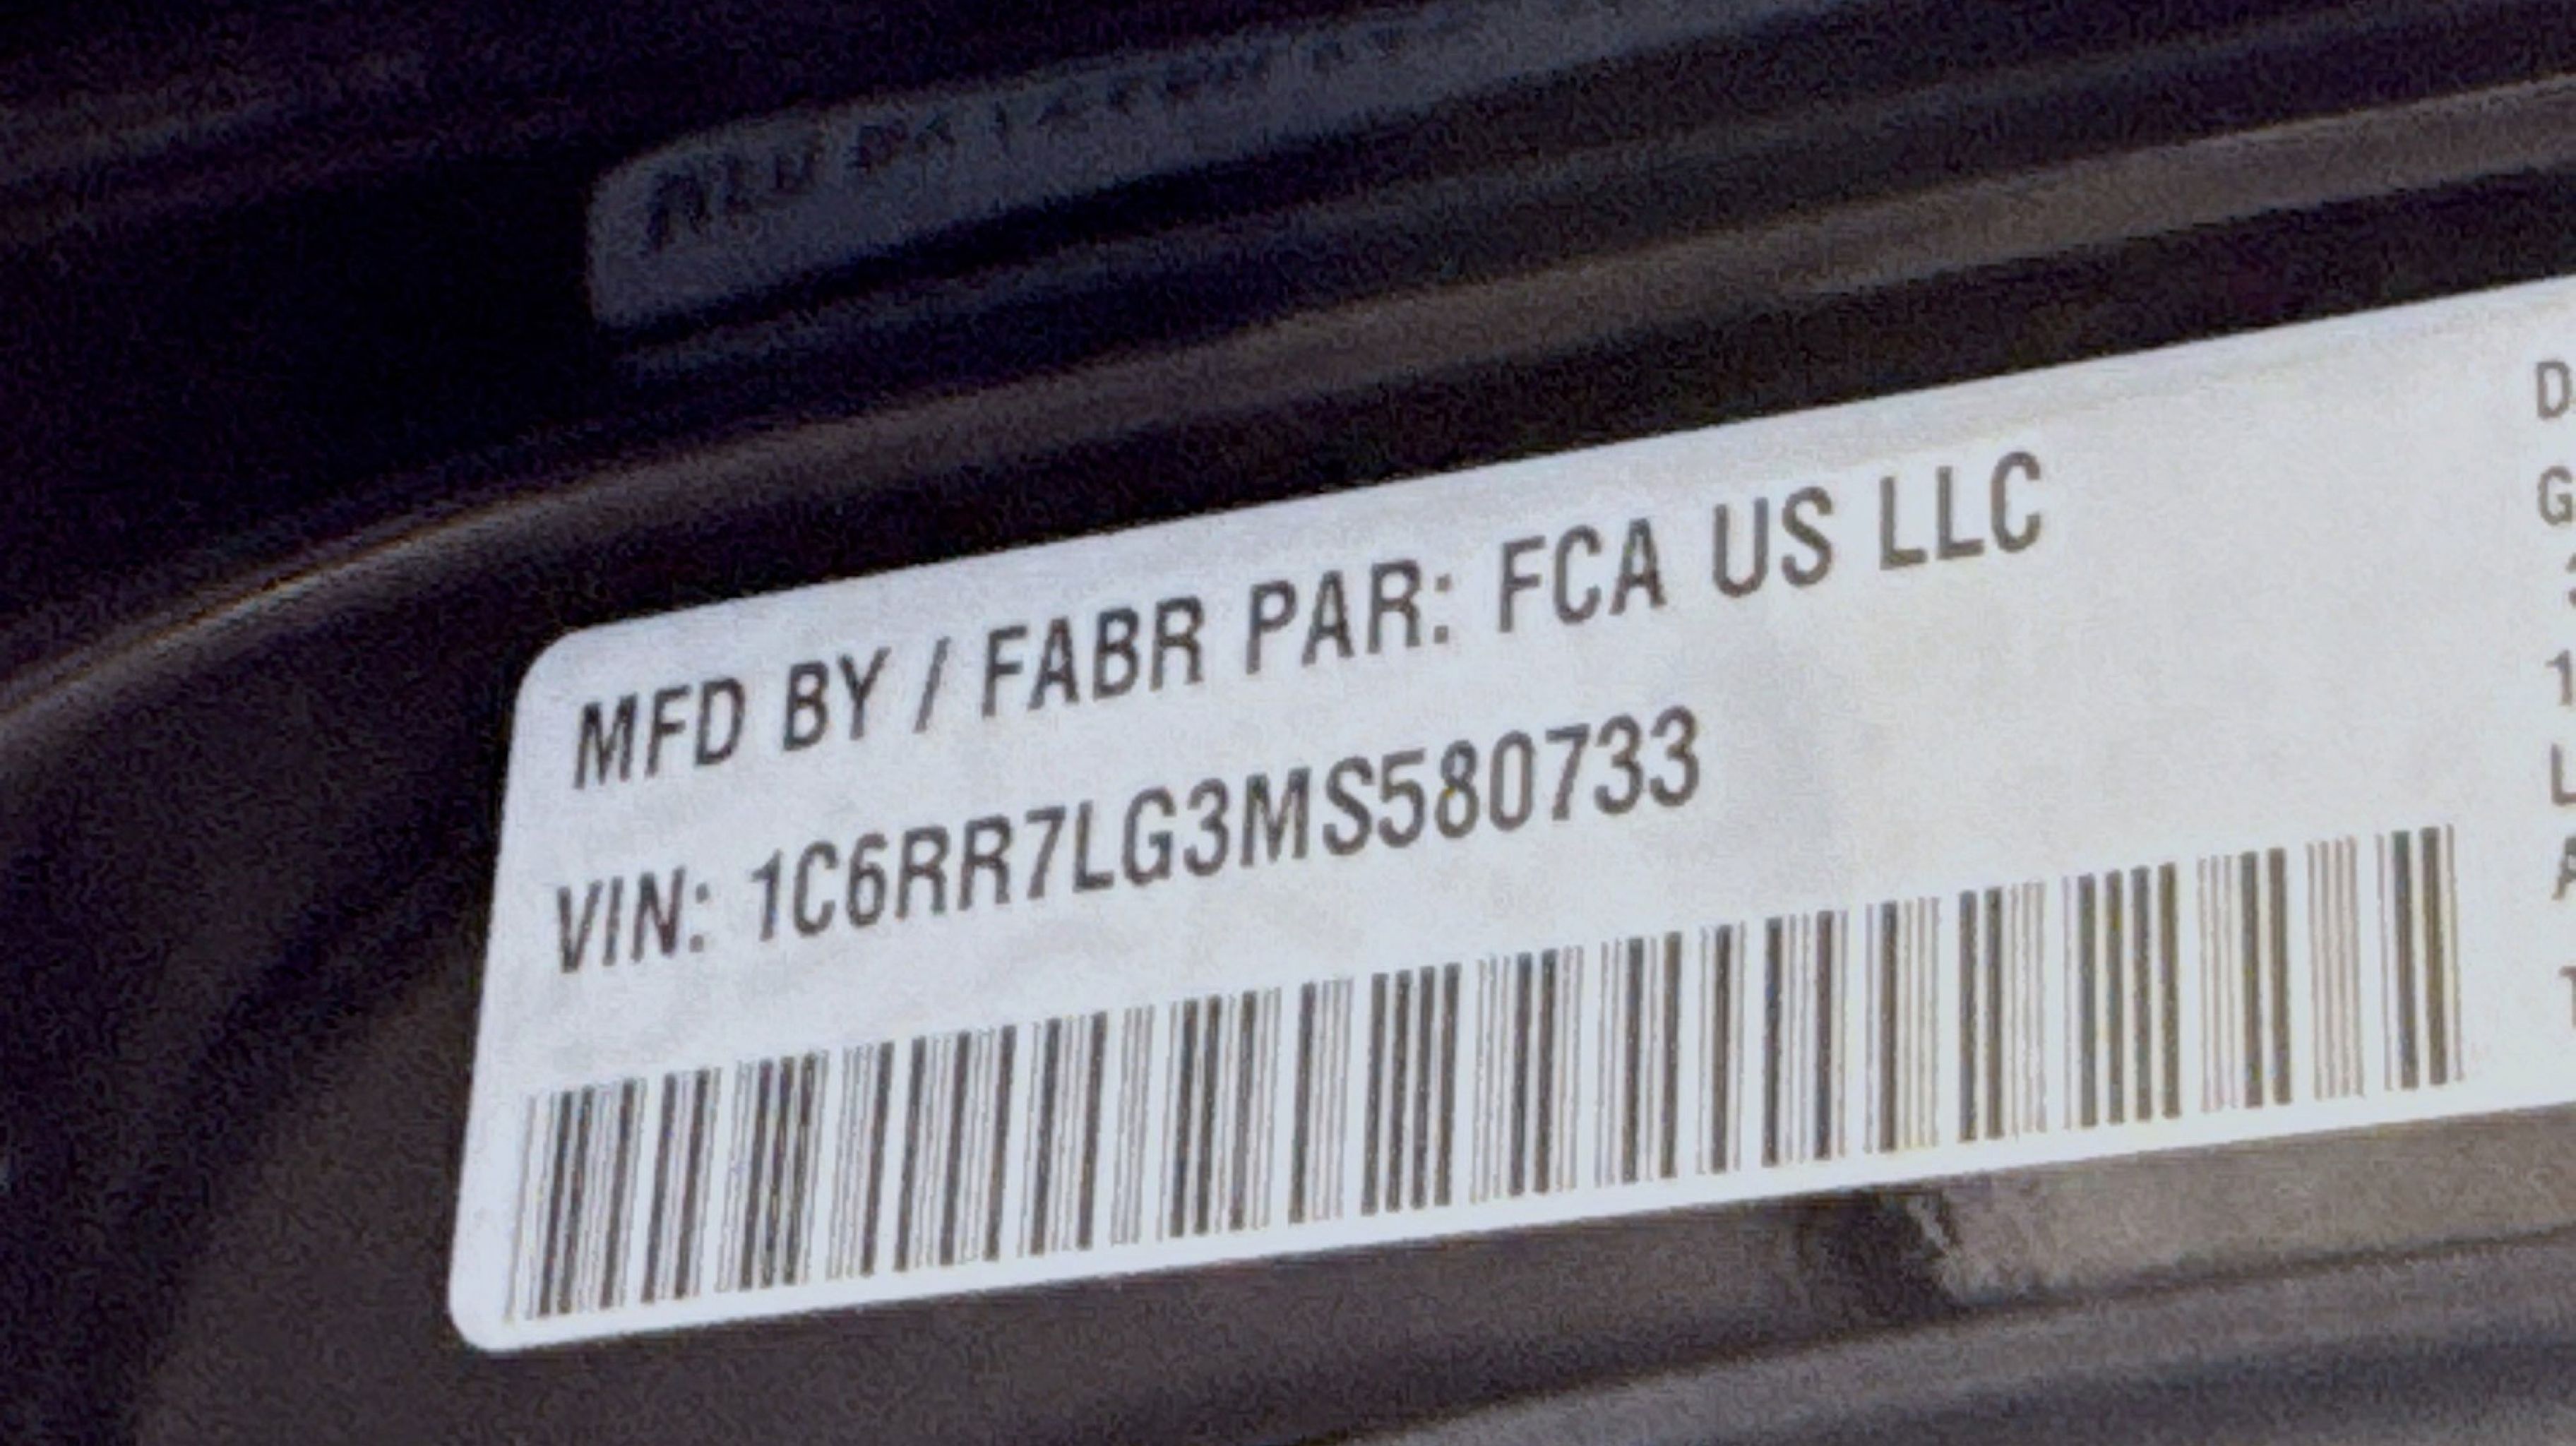 MFD BY / FABR PAR: FCA US LLC
VIN: 1C6RR7LG3MS580733